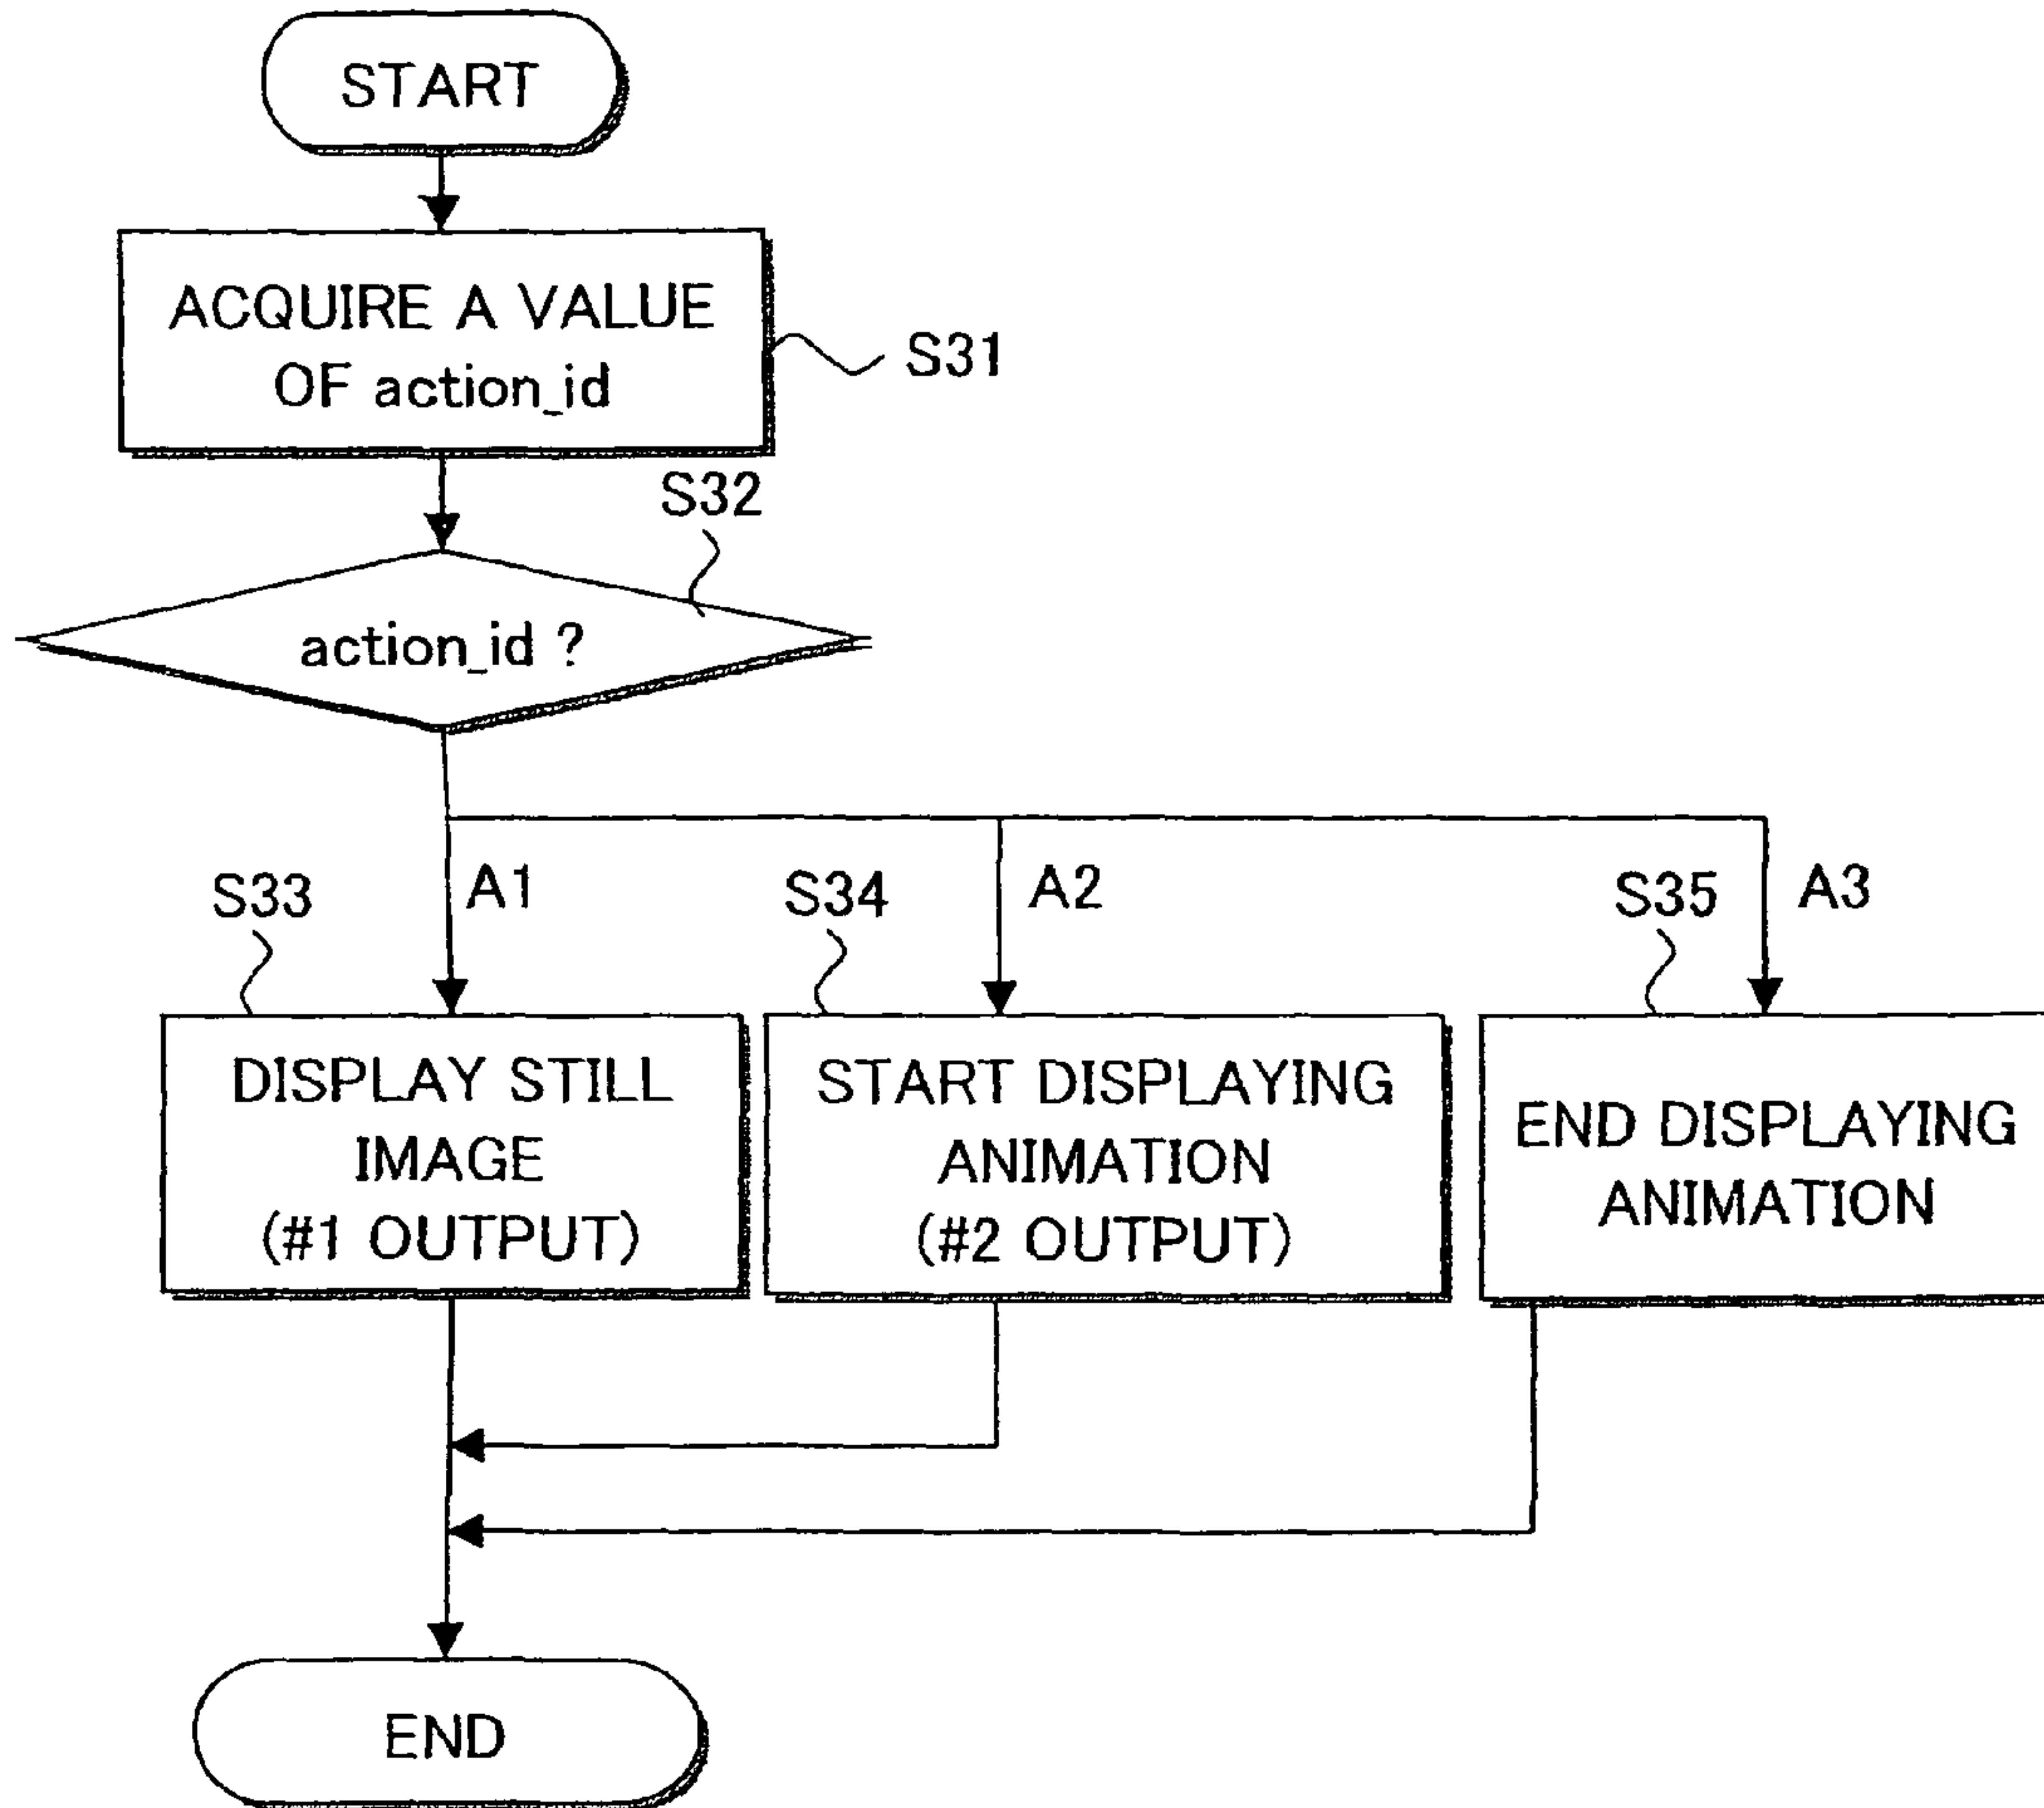 START
ACQUIRE A VALUE
OF action_id
S31
S32
action_id ?
S33
A1
S34
A2
S35
A3
DISPLAY STILL
IMAGE
(#1 OUTPUT)
START DISPLAYING
ANIMATION
(#2 OUTPUT)
END DISPLAYING
ANIMATION
END